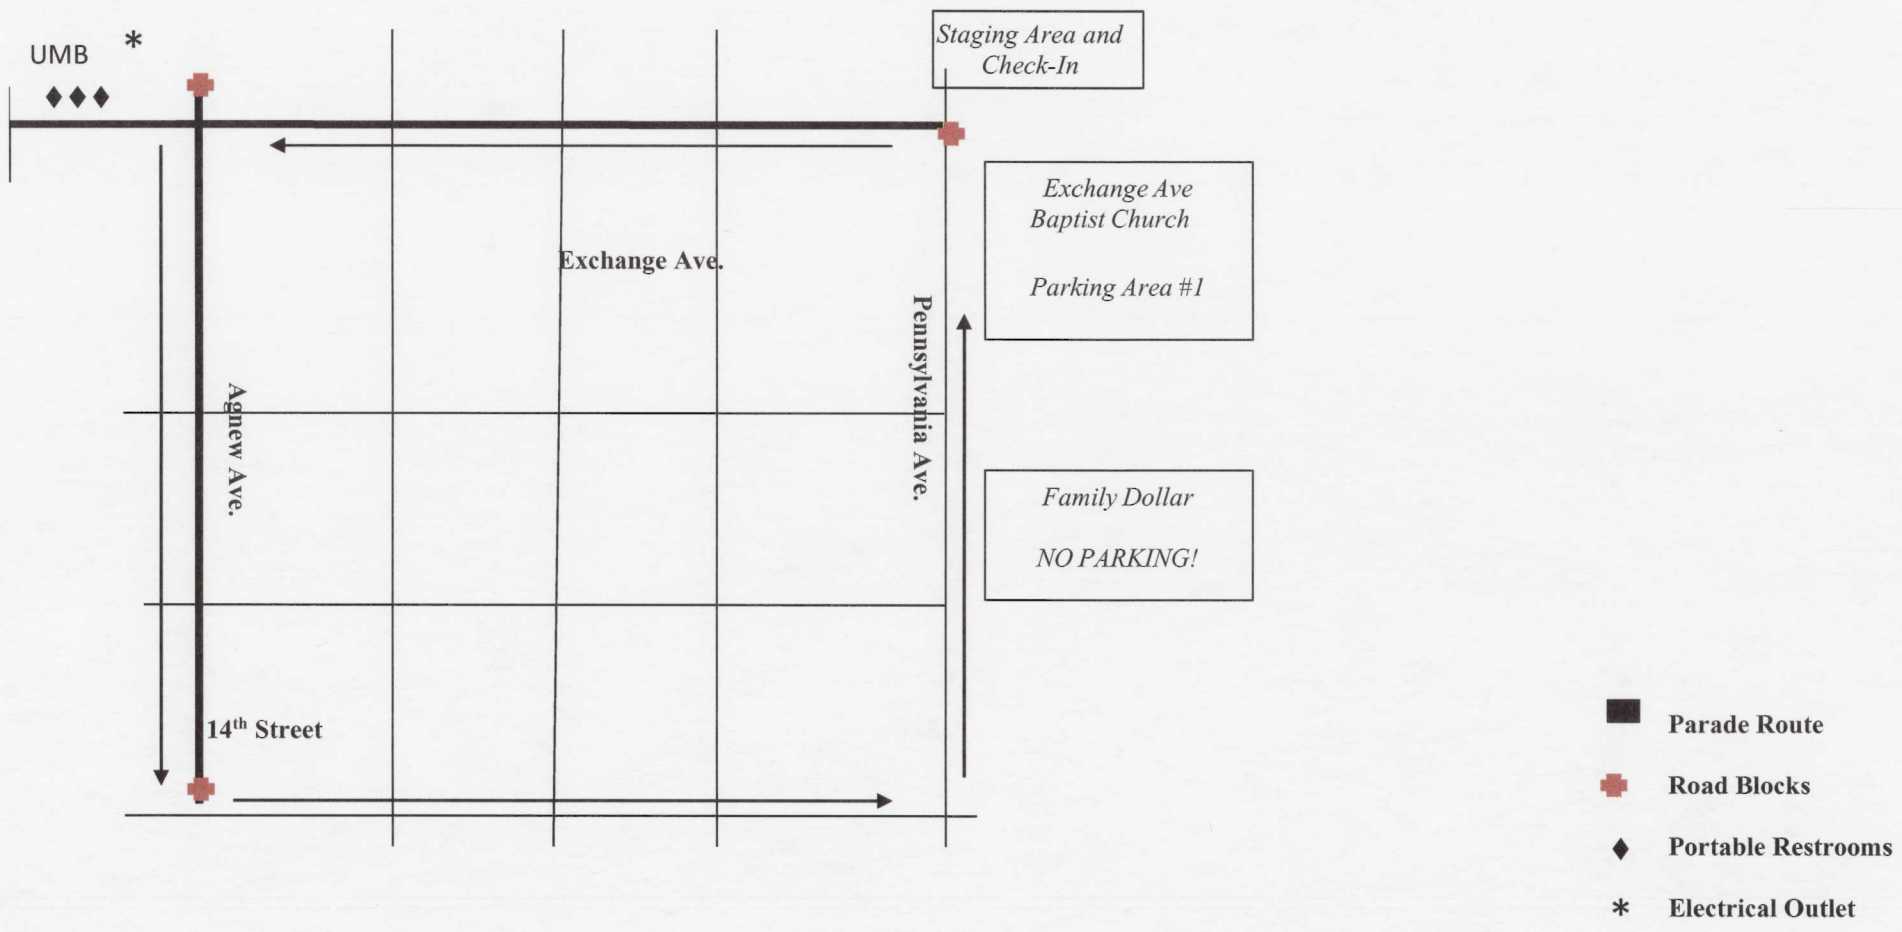 UMB
*
Staging Area and
Check-In
Exchange Ave
Baptist Church
Parking Area #1
Exchange Ave.
Pennsylvania Ave.
Agnew Ave.
Family Dollar
NO PARKING!
14th Street
Parade Route
Road Blocks
Portable Restrooms
* Electrical Outlet